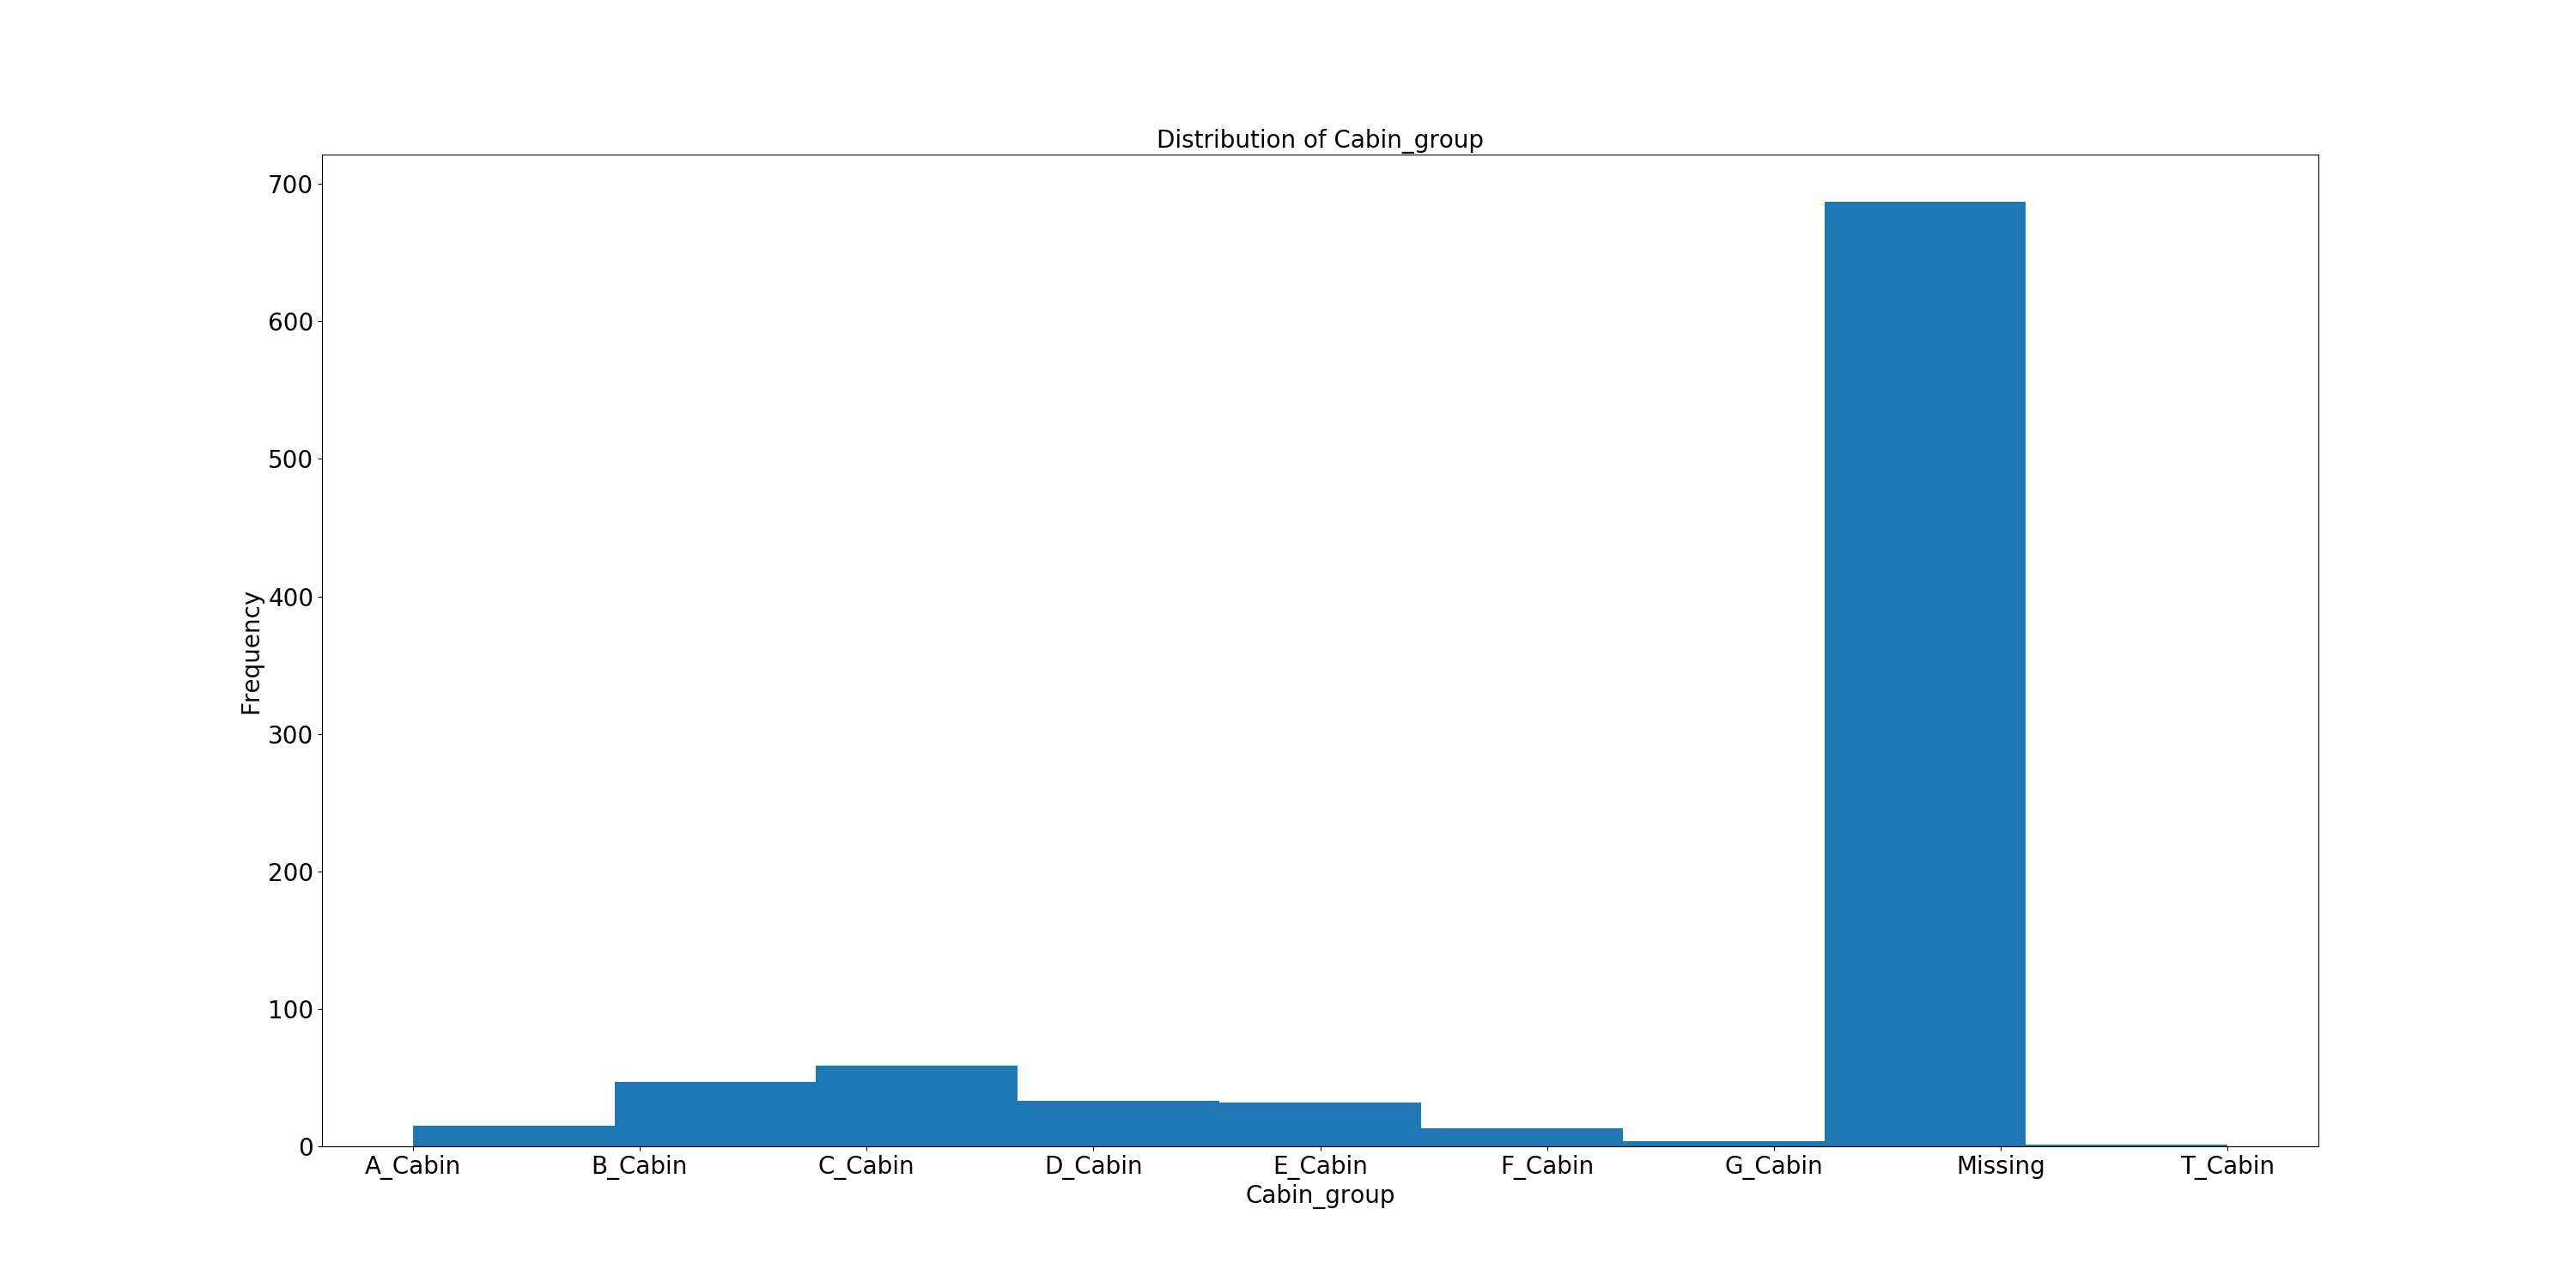 Distribution of Cabin_group
700
600
500
400
300
200
100
0
Frequency
A_Cabin B_Cabin C_Cabin D_Cabin E_Cabin F_Cabin G_Cabin Missing T_Cabin
Cabin_group